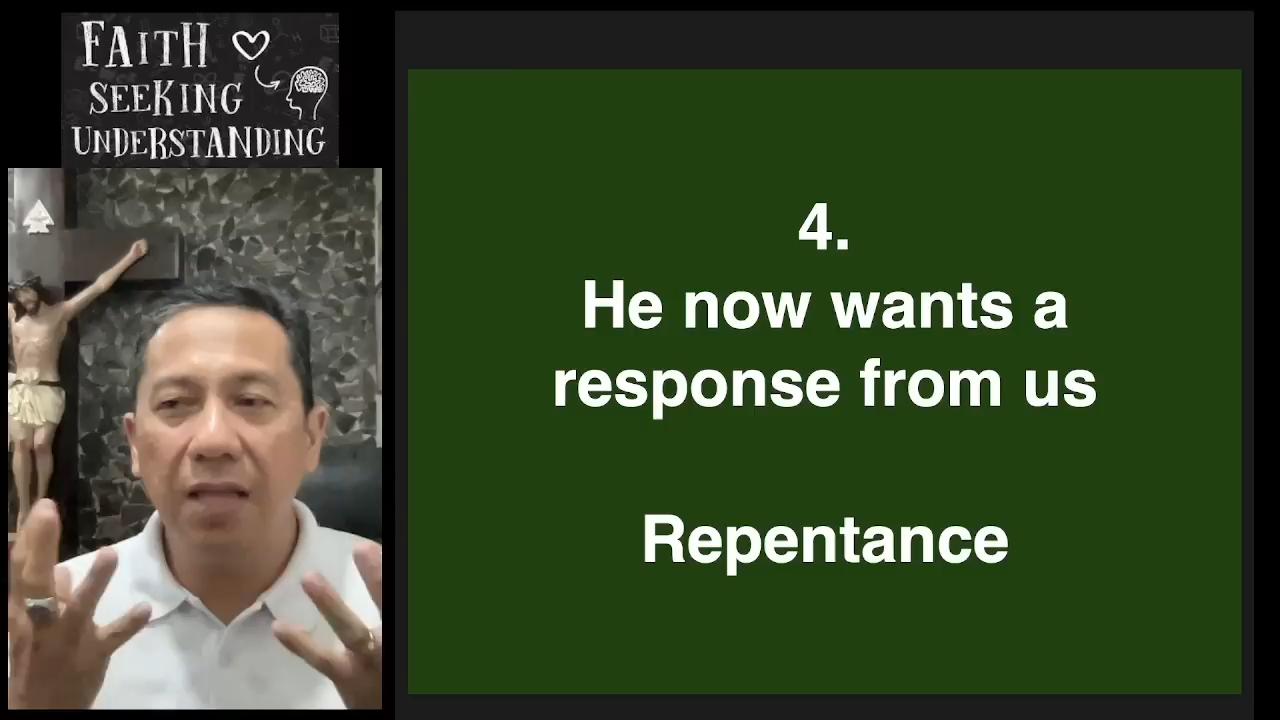 FAITH
SEEKING
UNDERSTANDING
4.
He now wants a
response from us
Repentance